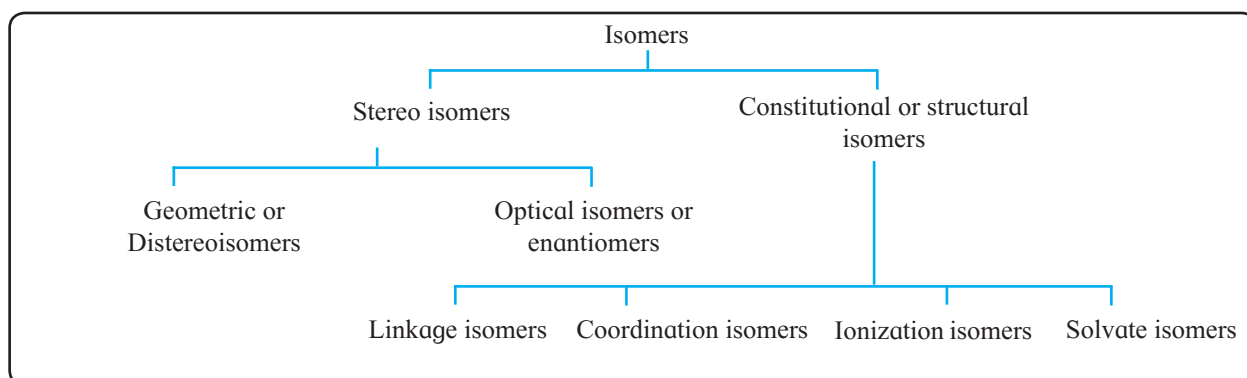 Isomers
Stereo isomers
Constitutional or structural
isomers
Geometric or
Distereoisomers
Optical isomers or
enantiomers
Linkage isomers
Coordination isomers
Ionization isomers
Solvate isomers